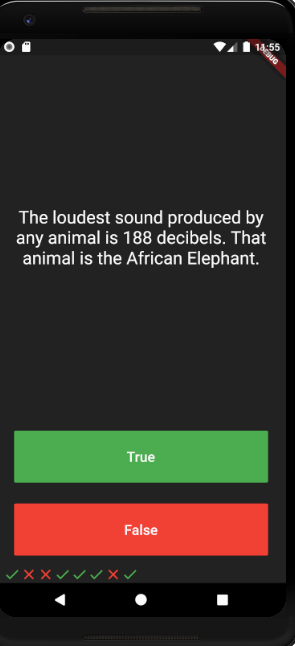 11:55
The loudest sound produced by
any animal is 188 decibels. That
animal is the African Elephant.
True
False